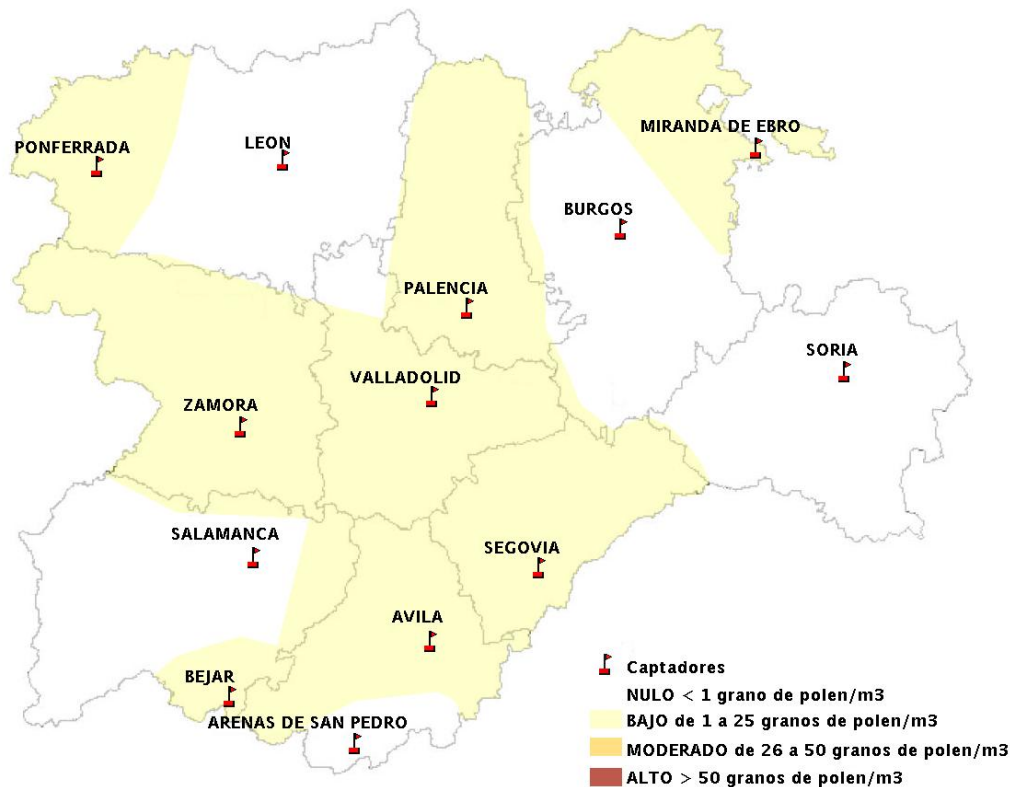 MIRANDA DE EBRO
PONFERRADA
LEON
BURGOS
PALENCIA
SORIA
VALLADOLID
ZAMORA
SALAMANCA
SEGOVIA
AVILA
BEJAR
ARENAS DE SAN PEDRO
Captadores
NULO < 1 grano de polen/m3
BAJO de 1 a 25 granos de polen/m3
MODERADO de 26 a 50 granos de polen/m3
ALTO > 50 granos de polen/m3